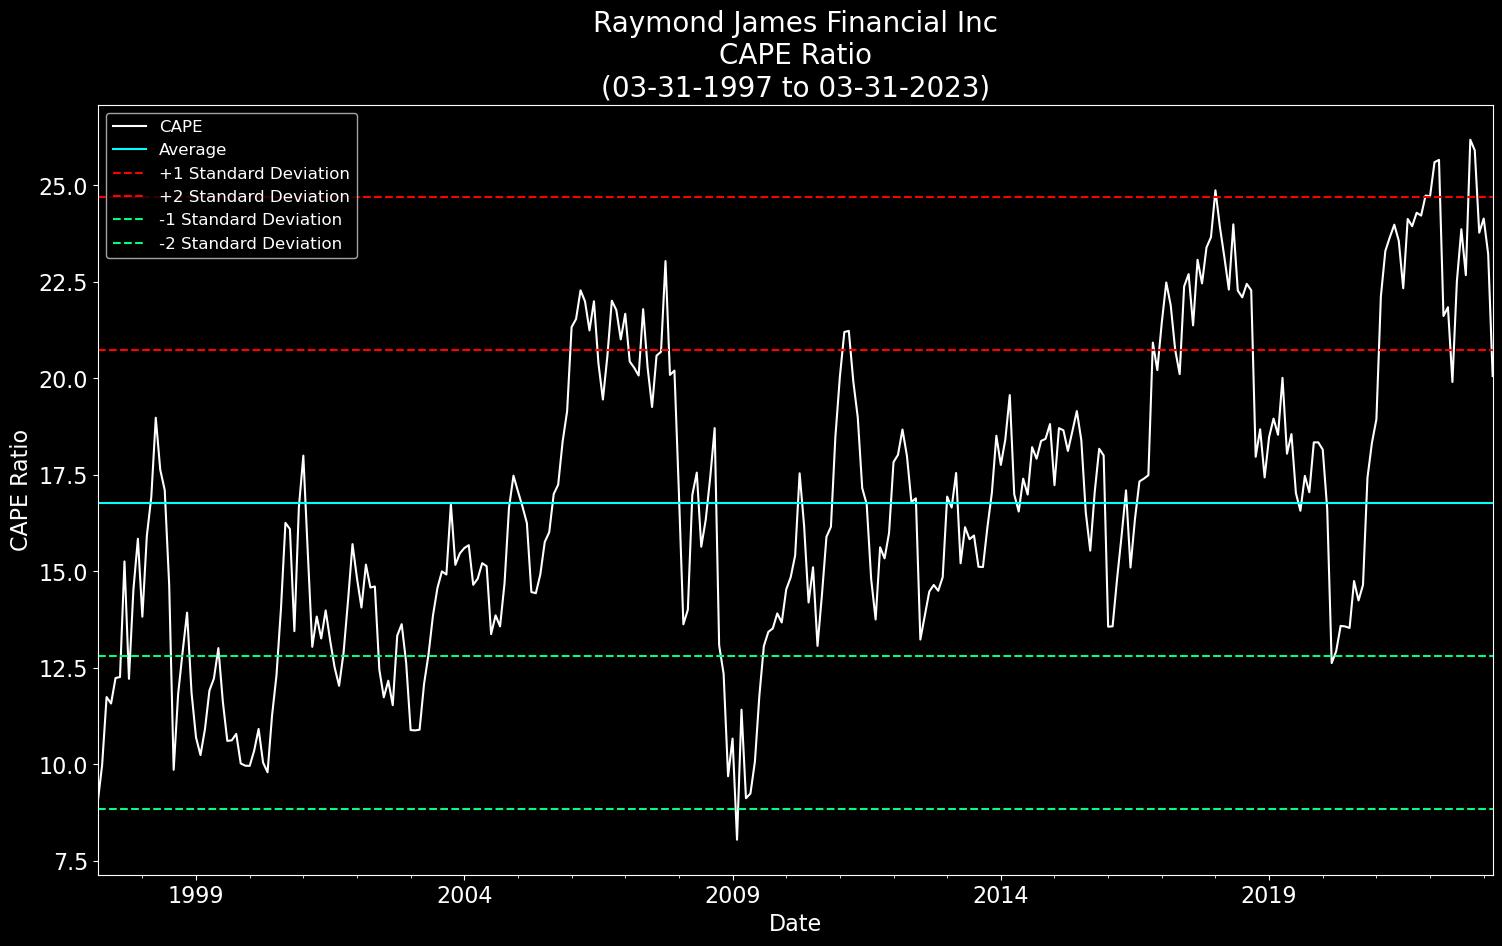 Raymond James Financial Inc
CAPE Ratio
(03-31-1997 to 03-31-2023)
CAPE
Average
+1 Standard Deviation
+2 Standard Deviation
-1 Standard Deviation
-2 Standard Deviation
25.0
22.5
20.0
17.5
15.0
12.5
10.0
7.5
CAPE Ratio
1999
2004
2009
2014
2019
Date